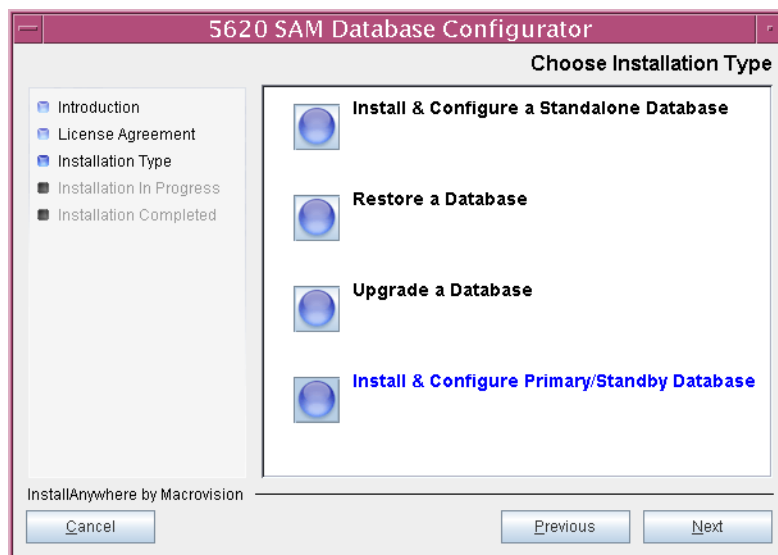 5620 SAM Database Configurator
Choose Installation Type
Introduction
License Agreement
Installation Type
Installation In Progress
Installation Completed
Install & Configure a Standalone Database
Restore a Database
Upgrade a Database
Install & Configure Primary/Standby Database
InstallAnywhere by Macrovision
Cancel
Previous
Next